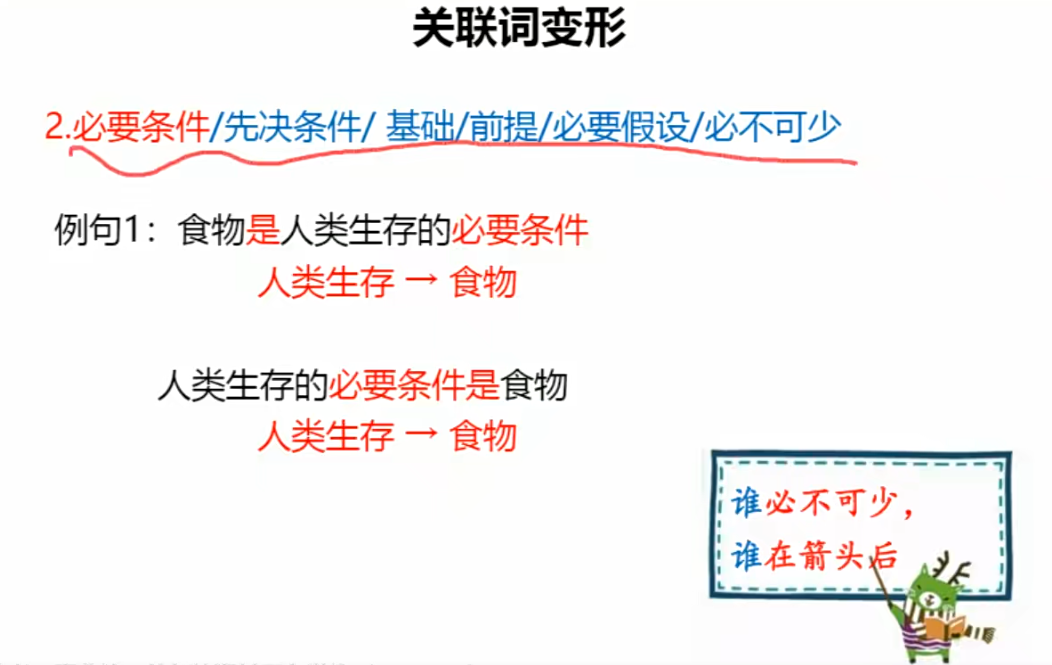 关联词变形
2.必要条件/先决条件/ 基础/前提/必要假设/必不可少
例句1：食物是人类生存的必要条件
人类生存 → 食物
人类生存的必要条件是食物
人类生存 → 食物
谁必不可少，
谁在箭头后